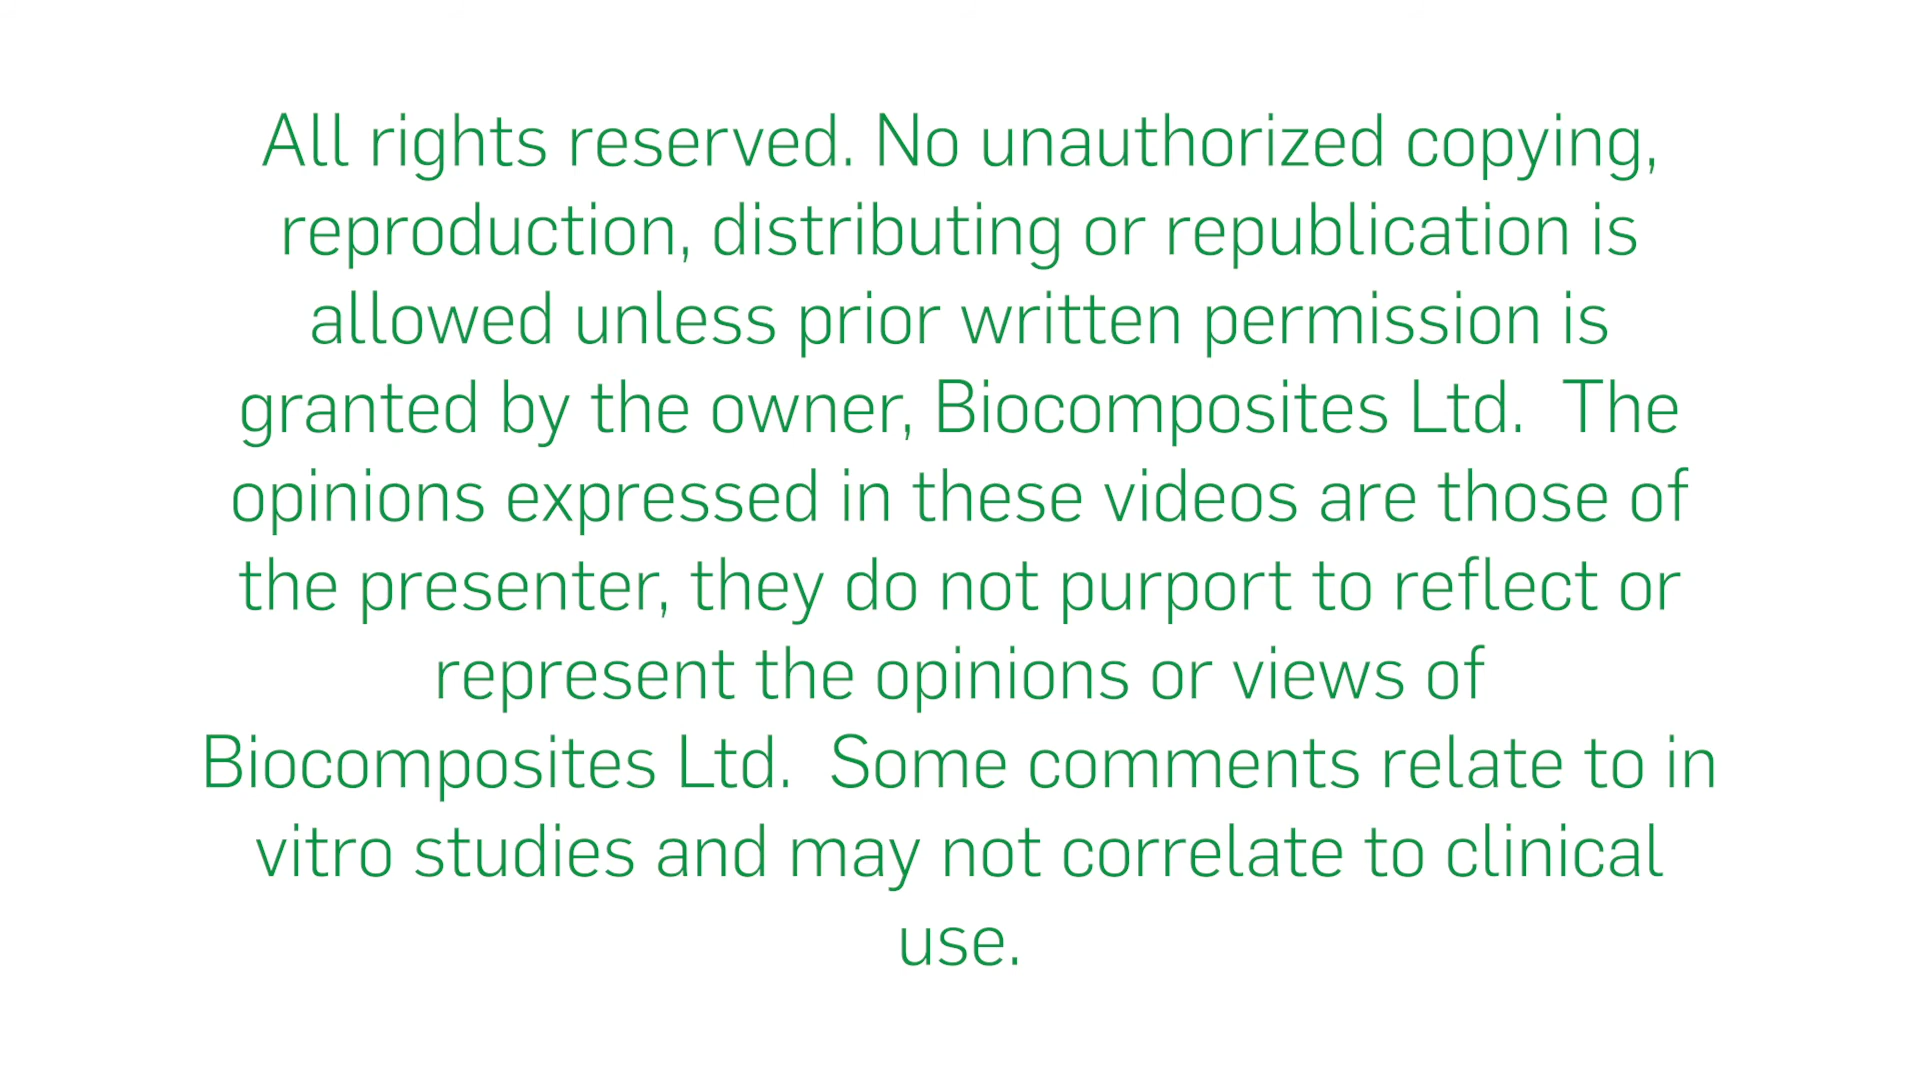 All rights reserved. No unauthorized copying,
reproduction, distributing or republication is
allowed unless prior written permission is
granted by the owner, Biocomposites Ltd.  The
opinions expressed in these videos are those of
the presenter, they do not purport to reflect or
represent the opinions or views of
Biocomposites Ltd.  Some comments relate to in
vitro studies and may not correlate to clinical
use.